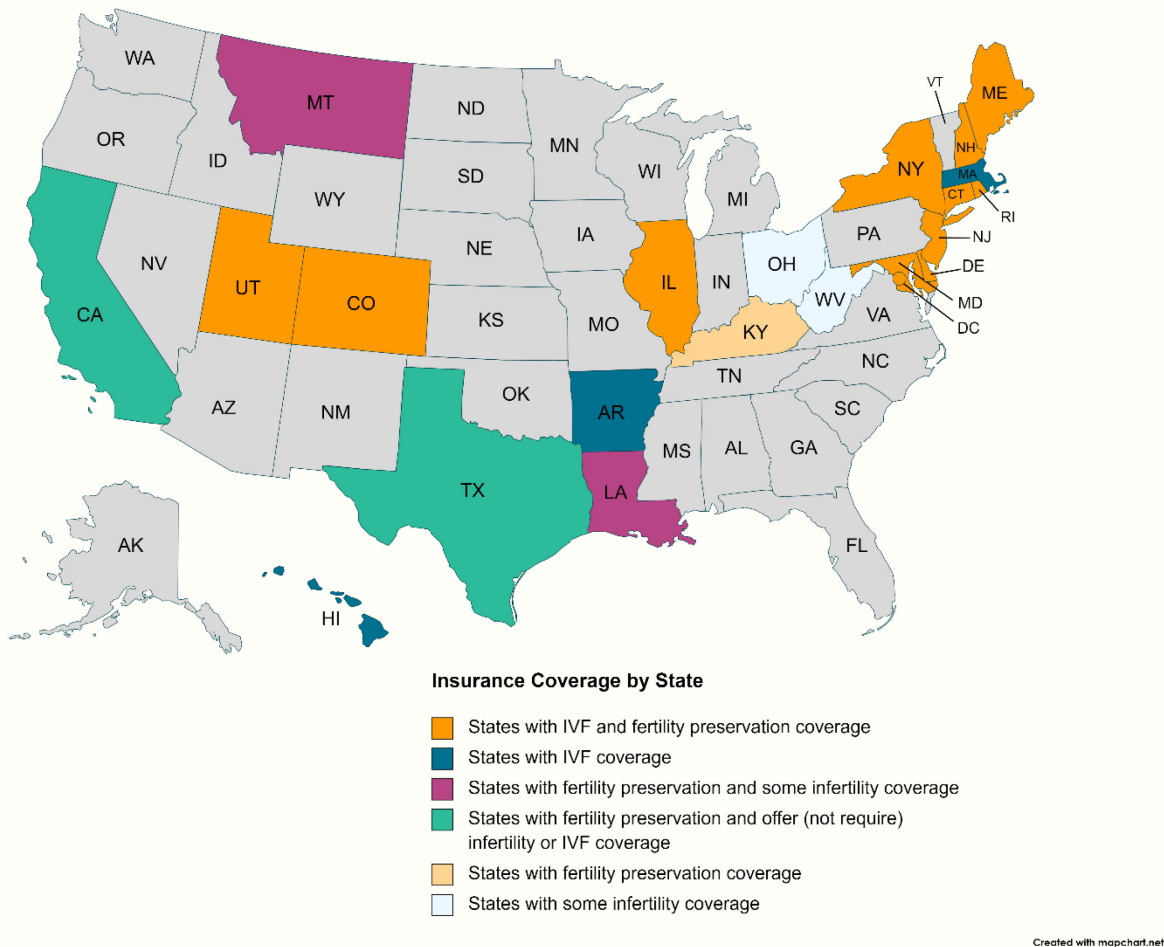 WA
MT
ND
MN
VT
ME
OR
ID
SD
WI
MI
NY
NH
MA
CT
RI
WY
NE
IA
PA
NJ
NV
UT
CO
IL
IN
OH
WV
DE
MD
DC
CA
KS
MO
KY
VA
AZ
NM
OK
AR
TN
NC
SC
MS
AL
GA
TX
LA
FL
AK
HI
Insurance Coverage by State
States with IVF and fertility preservation coverage
States with IVF coverage
States with fertility preservation and some infertility coverage
States with fertility preservation and offer (not require)
infertility or IVF coverage
States with fertility preservation coverage
States with some infertility coverage
Created with mapchart.net